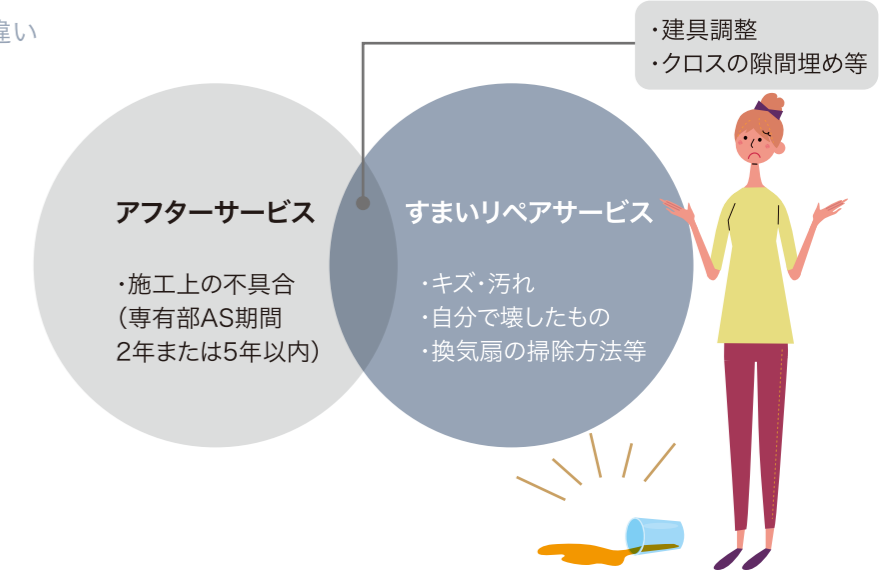 違い
・建具調整
・クロスの隙間埋め等
アフターサービス
・施工上の不具合
（専有部AS期間
2年または5年以内）
すまいリペアサービス
・キズ・汚れ
・自分で壊したもの
・換気扇の掃除方法等